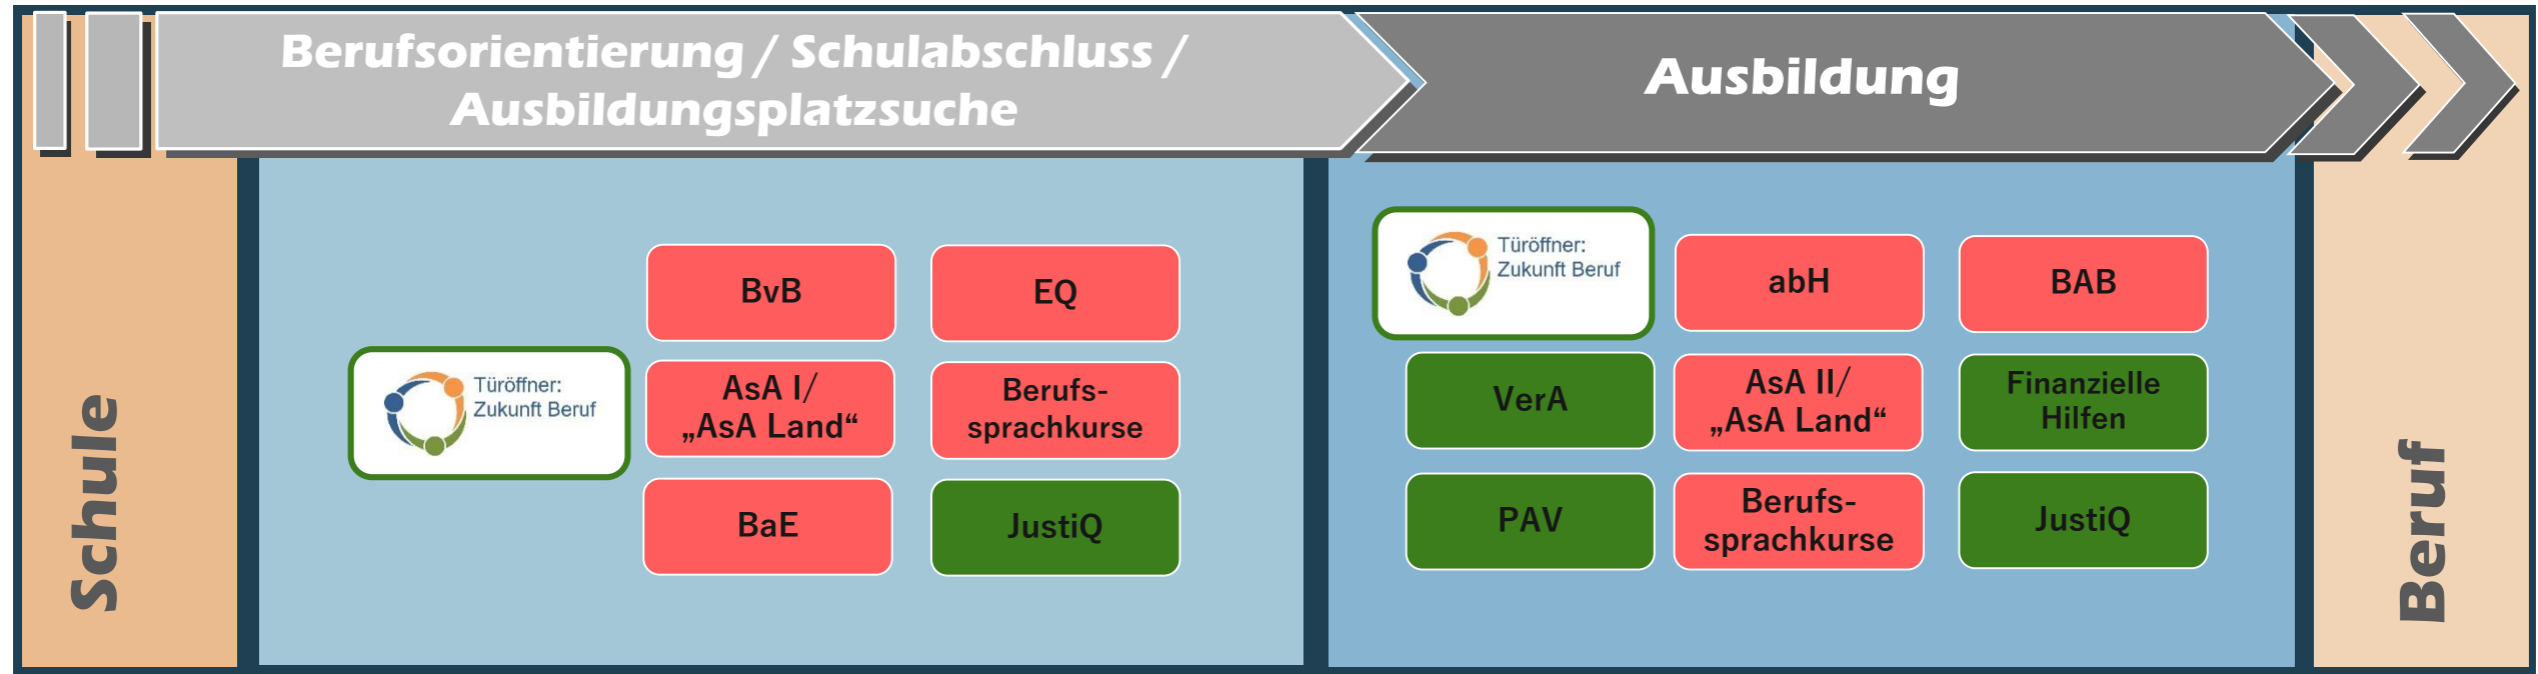 Berufsorientierung / Schulabschluss /
Ausbildungsplatzsuche
Ausbildung
Schule
Türöffner:
Zukunft Beruf
BvB
EQ
AsA I/
„AsA Land“
Berufs-
sprachkurse
BaE
JustiQ
Türöffner:
Zukunft Beruf
abH
BAB
VerA
AsA II/
„AsA Land“
Finanzielle
Hilfen
PAV
Berufs-
sprachkurse
JustiQ
Beruf